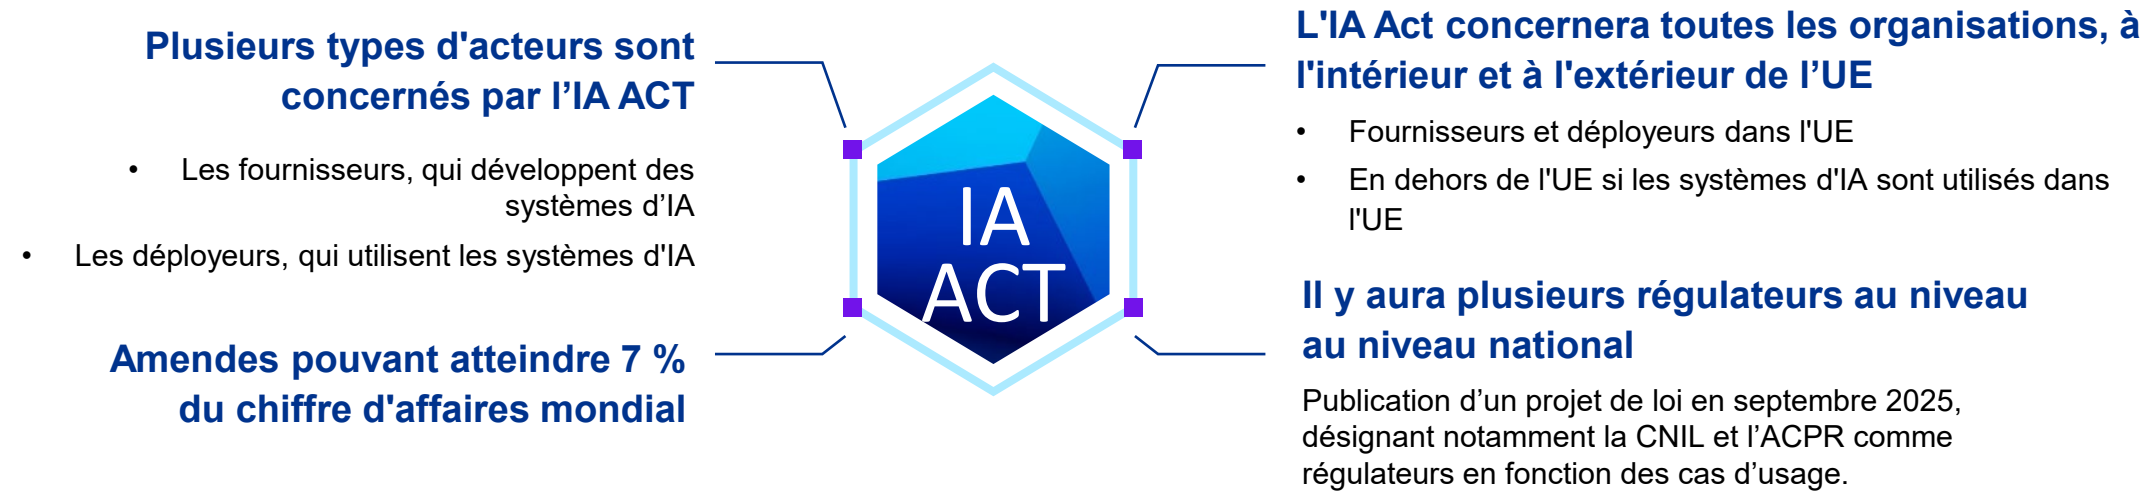 Plusieurs types d'acteurs sont
concernés par l’IA ACT
• Les fournisseurs, qui développent des
systèmes d’IA
• Les déployeurs, qui utilisent les systèmes d'IA
Amendes pouvant atteindre 7 %
du chiffre d'affaires mondial
IA
ACT
L'IA Act concernera toutes les organisations, à
l'intérieur et à l'extérieur de l’UE
• Fournisseurs et déployeurs dans l'UE
• En dehors de l'UE si les systèmes d'IA sont utilisés dans
l'UE
Il y aura plusieurs régulateurs au niveau
au niveau national
Publication d’un projet de loi en septembre 2025,
désignant notamment la CNIL et l’ACPR comme
régulateurs en fonction des cas d’usage.